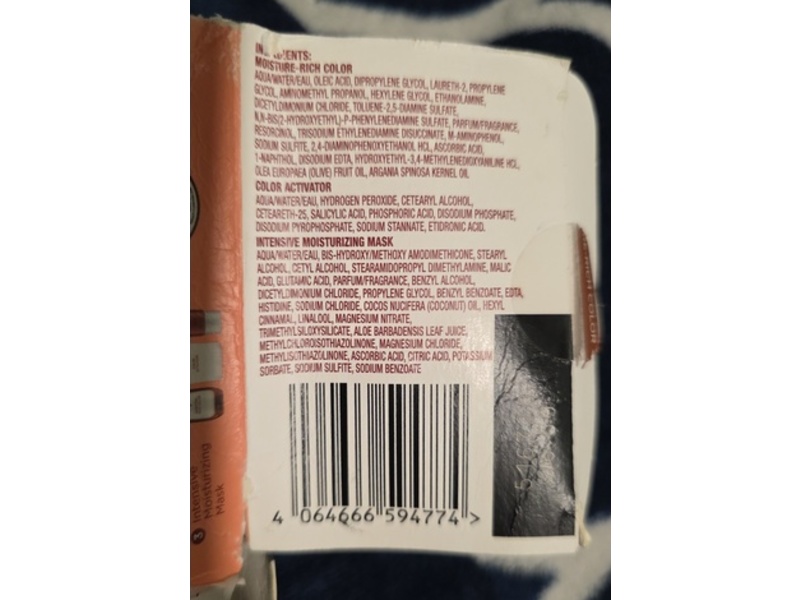 INGREDIENTS:
MOISTURE-RICH COLOR
AQUA/WATER/EAU, OLEIC ACID, DIPROPYLENE GLYCOL, LAURETH-2, PROPYLENE
GLYCOL, AMINOMETHYL PROPANOL, HEXYLENE GLYCOL, ETHANOLAMINE,
DICETYLDIMONIUM CHLORIDE, TOLUENE-2,5-DIAMINE SULFATE,
N,N-BIS(2-HYDROXYETHYL)-P-PHENYLENEDIAMINE SULFATE, PARFUM/FRAGRANCE,
RESORCINOL, TRISODIUM ETHYLENEDIAMINE DISUCCINATE, M-AMINOPHENOL,
SODIUM SULFITE, 2,4-DIAMINOPHENOXYETHANOL HCL, ASCORBIC ACID,
1-NAPHTHOL, DISODIUM EDTA, HYDROXYETHYL-3,4-METHYLENEDIOXYANILINE HCL,
OLEA EUROPAEA (OLIVE) FRUIT OIL, ARGANIA SPINOSA KERNEL OIL
COLOR ACTIVATOR
AQUA/WATER/EAU, HYDROGEN PEROXIDE, CETEARYL ALCOHOL,
CETEARETH-25, SALICYLIC ACID, PHOSPHORIC ACID, DISODIUM PHOSPHATE,
DISODIUM PYROPHOSPHATE, SODIUM STANNATE, ETIDRONIC ACID.
INTENSIVE MOISTURIZING MASK
AQUA/WATER/EAU, BIS-HYDROXY/METHOXY AMODIMETHICONE, STEARYL
ALCOHOL, CETYL ALCOHOL, STEARAMIDOPROPYL DIMETHYLAMINE, MALIC
ACID, GLUTAMIC ACID, PARFUM/FRAGRANCE, BENZYL ALCOHOL,
DICETYLDIMONIUM CHLORIDE, PROPYLENE GLYCOL, BENZYL BENZOATE, EDTA,
HISTIDINE, SODIUM CHLORIDE, COCOS NUCIFERA (COCONUT) OIL, HEXYL
CINNAMAL, LINALOOL, MAGNESIUM NITRATE,
TRIMETHYLSILOXYSILICATE, ALOE BARBADENSIS LEAF JUICE,
METHYLCHLOROISOTHIAZOLINONE, MAGNESIUM CHLORIDE,
METHYLISOTHIAZOLINONE, ASCORBIC ACID, CITRIC ACID, POTASSIUM
SORBATE, SODIUM SULFITE, SODIUM BENZOATE
4 064666 594774 >
3 Intensive
Moisturizing
Mask
RICH COLOR